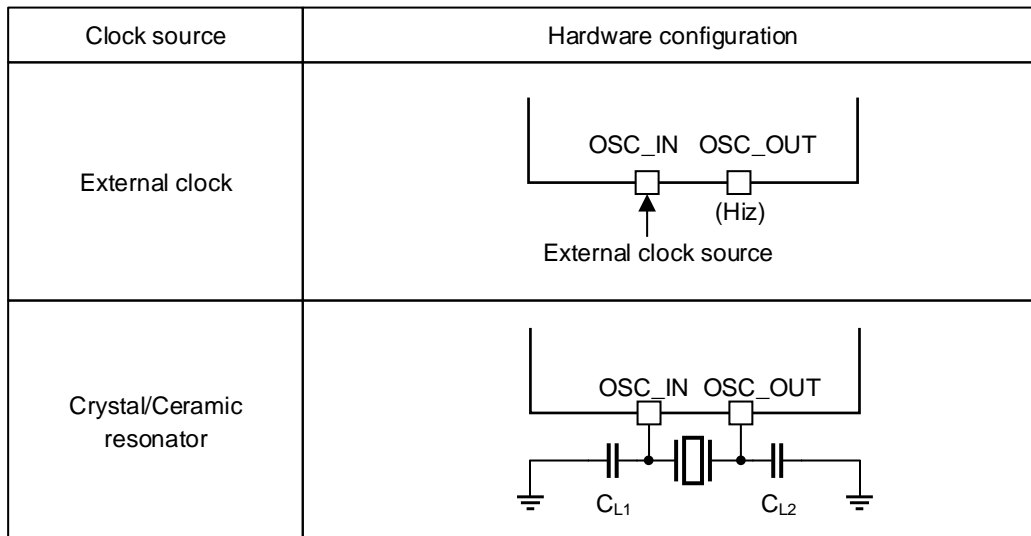 Clock source
Hardware configuration
External clock
OSC_IN OSC_OUT
(Hiz)
External clock source
Crystal/Ceramic
resonator
OSC_IN OSC_OUT
CL1
CL2